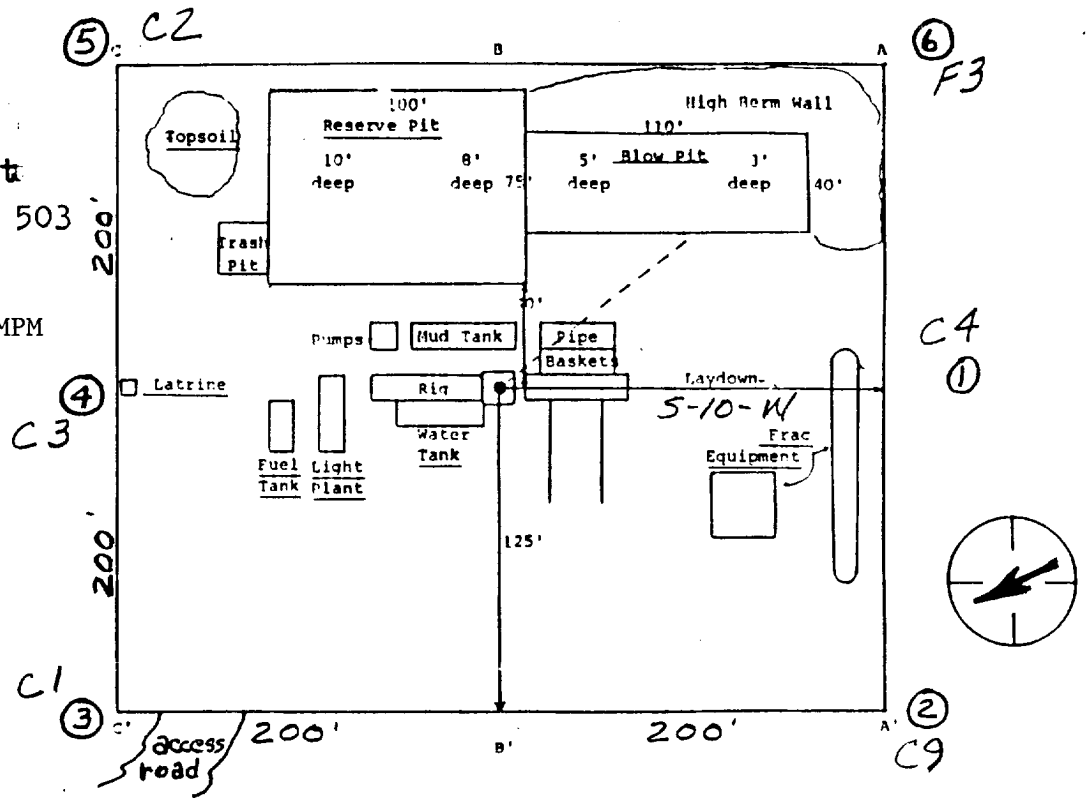 5 C2
C
B
A
6
F3
100'
Reserve Pit
High Berm Wall
110'
Topsoil
10'
deep
8'
deep
75'
5'
deep
Blow Pit
3'
deep
40'
503
200'
Trash
Pit
MPM
Pumps
Mud Tank
Pipe
Baskets
C4
1
4
C3
Latrine
Rig
Laydown
S-10-W
Water
Tank
Fuel
Tank
Light
Plant
Frac
Equipment
125'
200'
C1
3
C'
access
road
200'
B'
200'
A'
2
C9